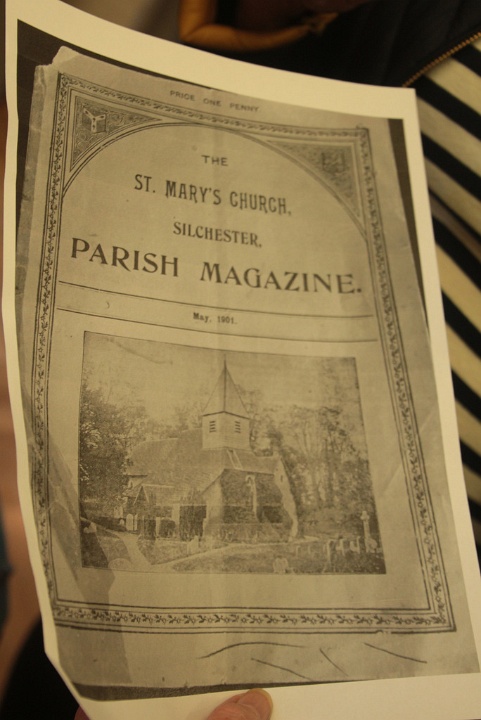 PRICE ONE PENNY
THE
ST. MARY'S CHURCH,
SILCHESTER,
PARISH MAGAZINE.
May, 1901.